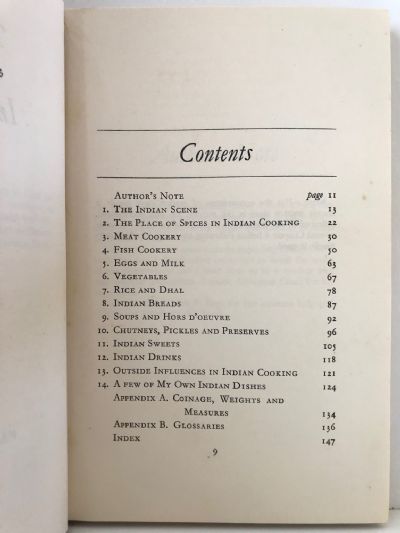 Contents
AUTHOR'S NOTE page 11
1. THE INDIAN SCENE 13
2. THE PLACE OF SPICES IN INDIAN COOKING 22
3. MEAT COOKERY 30
4. FISH COOKERY 50
5. EGGS AND MILK 63
6. VEGETABLES 67
7. RICE AND DHAL 78
8. INDIAN BREADS 87
9. SOUPS AND HORS D'OEUVRE 92
10. CHUTNEYS, PICKLES AND PRESERVES 96
11. INDIAN SWEETS 105
12. INDIAN DRINKS 118
13. OUTSIDE INFLUENCES IN INDIAN COOKING 121
14. A FEW OF MY OWN INDIAN DISHES 124
APPENDIX A. COINAGE, WEIGHTS AND
MEASURES 134
APPENDIX B. GLOSSARIES 136
INDEX 147
9